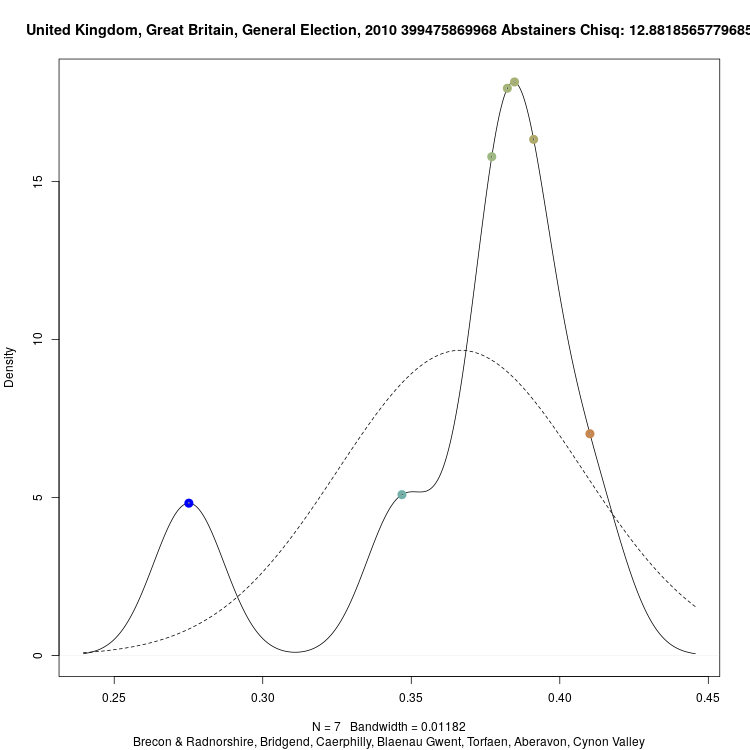 United Kingdom, Great Britain, General Election, 2010 399475869968 Abstainers Chisq: 12.8818565779685
Density
15
10
5
0
0.25 0.30 0.35 0.40 0.45
N = 7 Bandwidth = 0.01182
Brecon & Radnorshire, Bridgend, Caerphilly, Blaenau Gwent, Torfaen, Aberavon, Cynon Valley